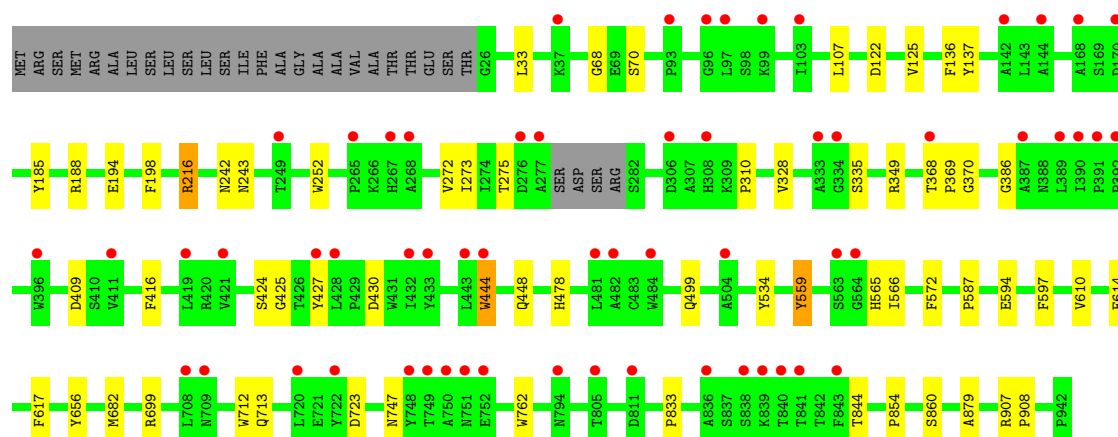 MET ARG SER MET ARG ALA LEU SER LEU SER LEU SER ILE PHE ALA GLY ALA ALA VAL ALA THR THR GLU SER THR G26 L33 K37 G68 E69 S70 P93 G96 L97 S98 K99 I103 L107 D122 V125 F136 Y137 A142 L143 A144 A168 S169 D170
Y185 R188 E194 F198 R216 N242 N243 T249 W252 P265 K266 H267 A268 V272 I273 I274 T275 D276 A277 SER ASP SER ARG S282 D306 A307 H308 K309 P310 V328 A333 G334 S335 R349 T368 P369 G370 G386 A387 N388 L389 I390 P391
W396 D409 S410 V411 F416 L419 R420 V421 S424 G425 T426 Y427 L428 P429 D430 W431 I432 Y433 L443 W444 Q448 H478 L481 A482 C483 W484 Q499 A504 Y534 Y559 S563 G564 H565 I566 F572 P587 E594 F597 V610
F617 Y656 M682 R699 L708 N709 W712 Q713 L720 E721 Y722 D723 N747 Y748 T749 A750 N751 E752 W762 N794 T805 D811 P833 A836 S837 S838 K839 T840 T841 T842 F843 T844 P854 S860 A879 R907 P908 P942